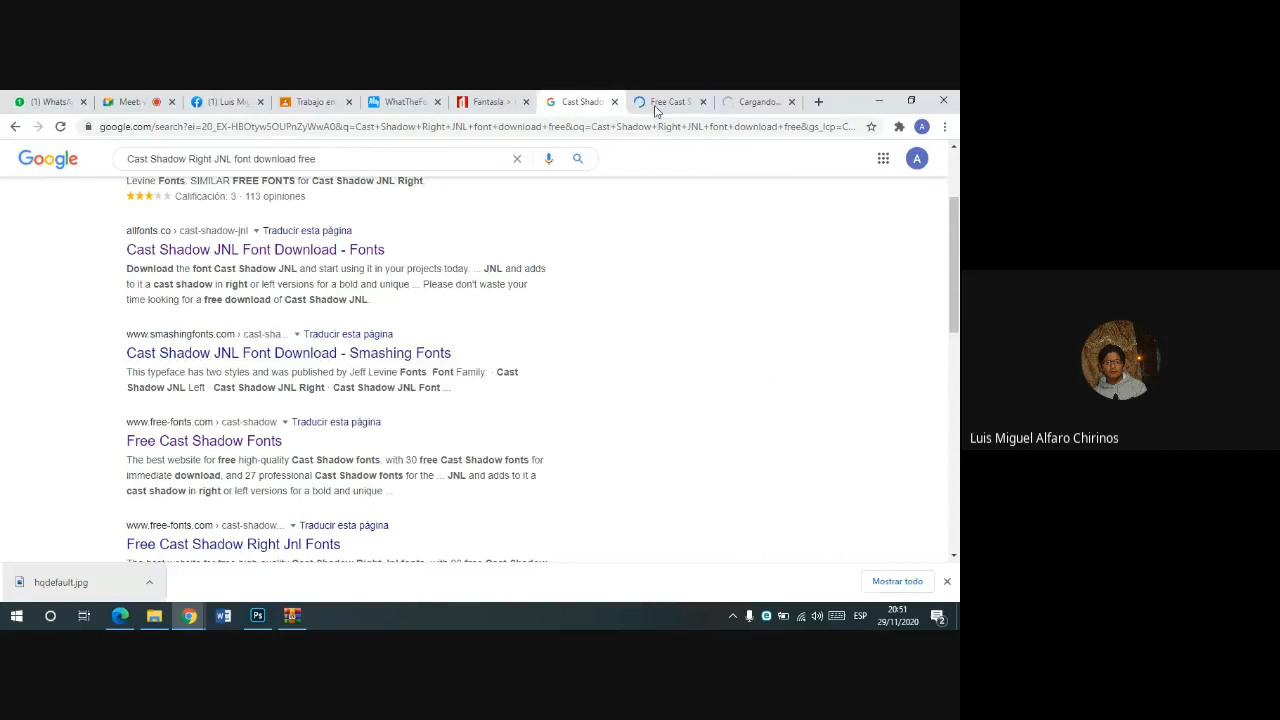 (1) WhatsA
Meet:
(1) Luis Mig
Trabajo en
WhatTheFo
Fantasía >
Cast Shado
Free Cast S
Cargando...
google.com/search?ei=20_EX-HBOtyw5OUPnZyWwA0&q=Cast+Shadow+Right+JNL+font+download+free&oq=Cast+Shadow+Right+JNL+font+download+free&gs_lcp=C...
A
Google
Cast Shadow Right JNL font download free
A
Levine Fonts. SIMILAR FREE FONTS for Cast Shadow JNL Right.
Calificación: 3 · 113 opiniones
allfonts.co › cast-shadow-jnl ▾ Traducir esta página
Cast Shadow JNL Font Download - Fonts
Download the font Cast Shadow JNL and start using it in your projects today. ... JNL and adds
to it a cast shadow in right or left versions for a bold and unique ... Please don't waste your
time looking for a free download of Cast Shadow JNL.
www.smashingfonts.com › cast-sha... ▾ Traducir esta página
Cast Shadow JNL Font Download - Smashing Fonts
This typeface has two styles and was published by Jeff Levine Fonts Font Family: · Cast
Shadow JNL Left · Cast Shadow JNL Right · Cast Shadow JNL Font ...
www.free-fonts.com › cast-shadow ▾ Traducir esta página
Free Cast Shadow Fonts
The best website for free high-quality Cast Shadow fonts, with 30 free Cast Shadow fonts for
immediate download, and 27 professional Cast Shadow fonts for the ... JNL and adds to it a
cast shadow in right or left versions for a bold and unique ...
www.free-fonts.com › cast-shadow... ▾ Traducir esta página
Free Cast Shadow Right Jnl Fonts
hqdefault.jpg
Mostrar todo
ESP
20:51
29/11/2020
2
Luis Miguel Alfaro Chirinos